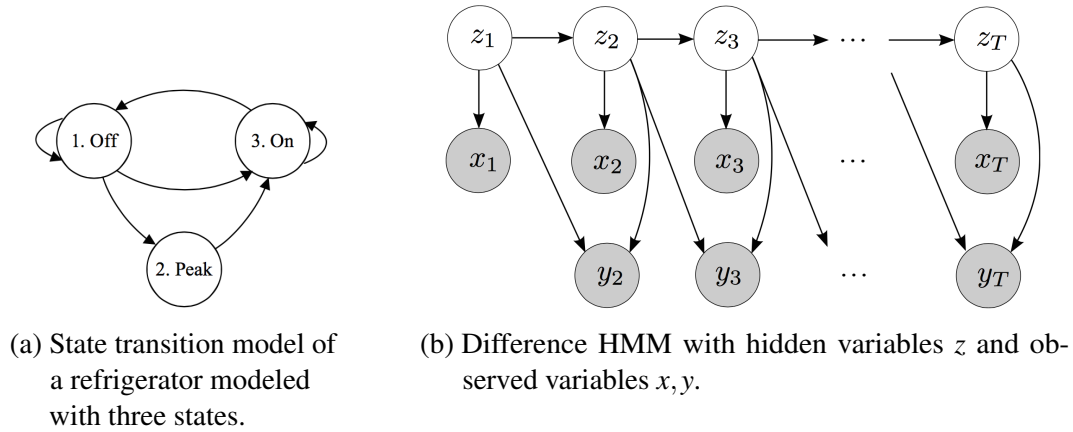 1. Off
3. On
2. Peak
(a) State transition model of
a refrigerator modeled
with three states.
z1 z2 z3 ... zT
x1 x2 x3 ... xT
y2 y3 ... yT
(b) Difference HMM with hidden variables z and ob-
served variables x, y.